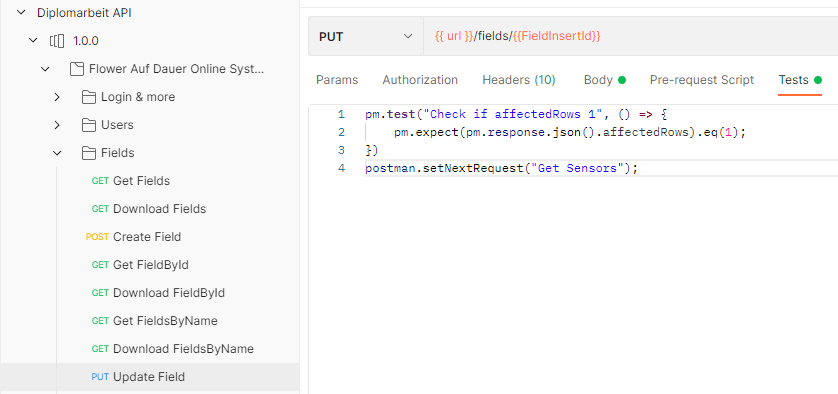 Diplomarbeit API
1.0.0
Flower Auf Dauer Online Syst...
Login & more
Users
Fields
GET Get Fields
GET Download Fields
POST Create Field
GET Get FieldById
GET Download FieldById
GET Get FieldsByName
GET Download FieldsByName
PUT Update Field
PUT {{ url }}/fields/{{FieldInsertId}}
Params Authorization Headers (10) Body Pre-request Script Tests
1 pm.test("Check if affectedRows 1", () => {
2 pm.expect(pm.response.json().affectedRows).eq(1);
3 })
4 postman.setNextRequest("Get Sensors");